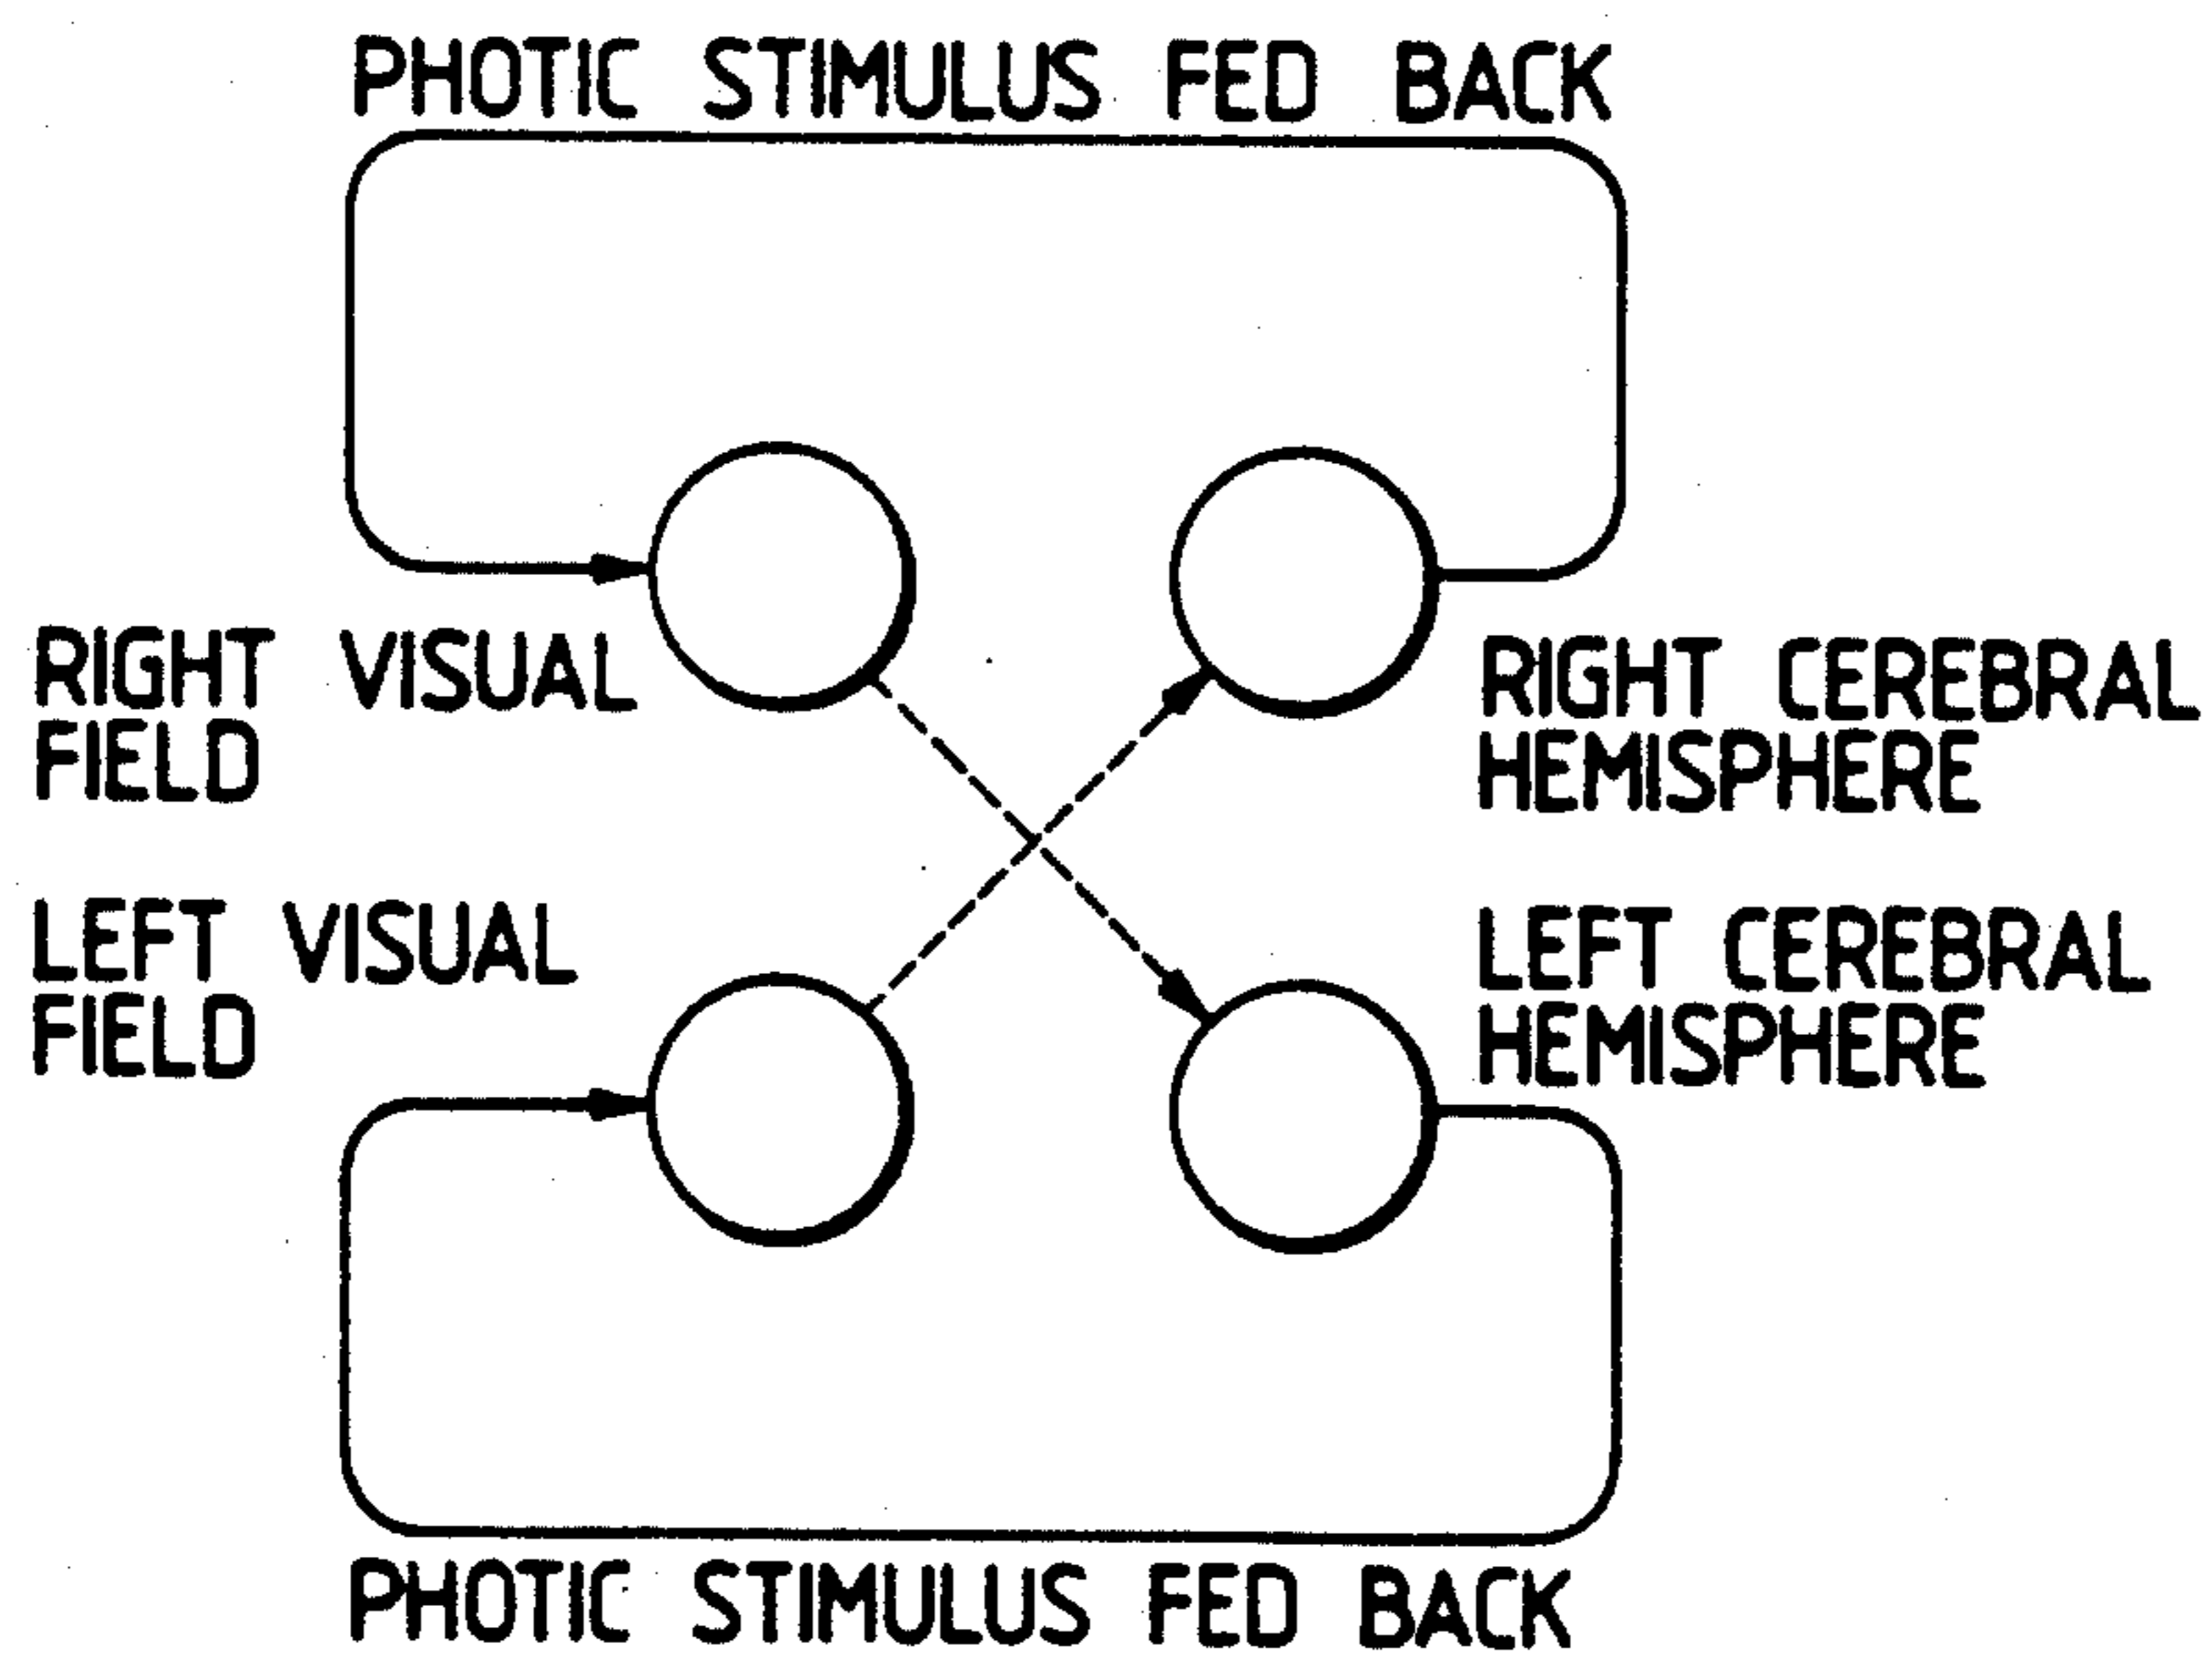 PHOTIC STIMULUS FED BACK
RIGHT VISUAL
FIELD
RIGHT CEREBRAL
HEMISPHERE
LEFT VISUAL
FIELD
LEFT CEREBRAL
HEMISPHERE
PHOTIC STIMULUS FED BACK